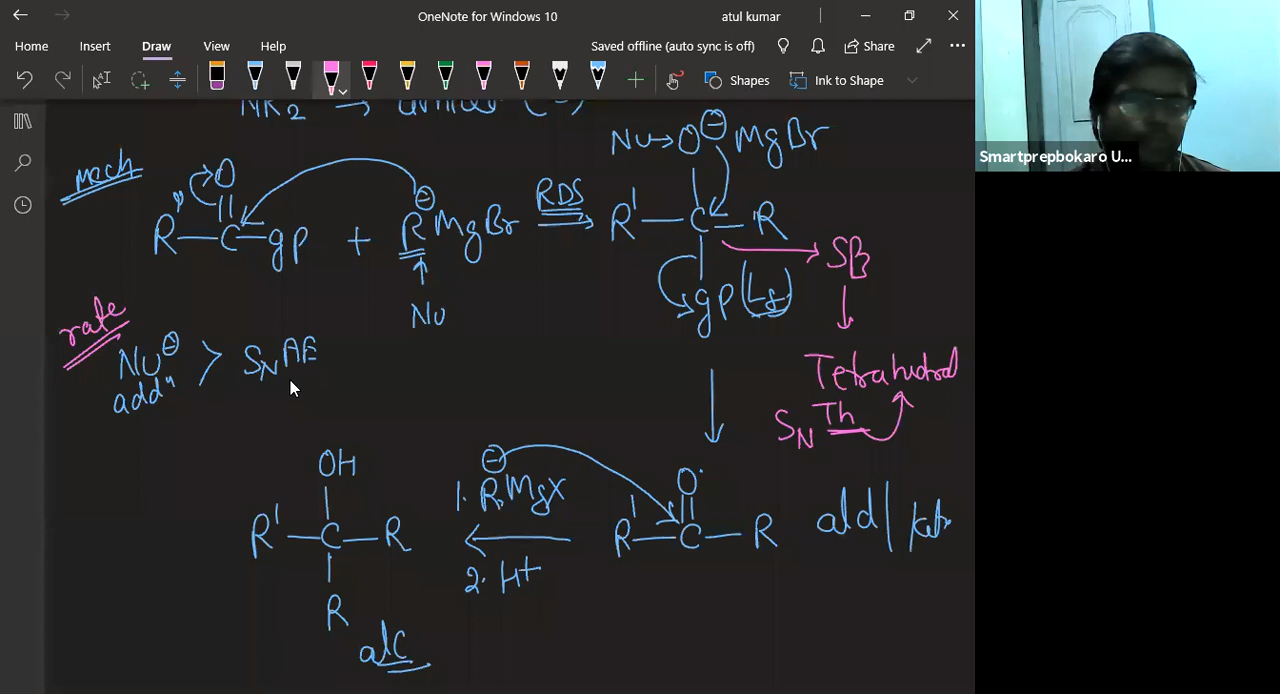 OneNote for Windows 10
atul kumar
Home Insert Draw View Help
Saved offline (auto sync is off)
Share
Shapes
Ink to Shape
Smartprepbokaro U...
NR2 →
Mech
Nu→O⊖MgBr
O
⊖
R'—C—gp + RMgBr
RDS
R'—C—R
Nu
gp(Lg)
SP3
Tetrahedral
SN Th
rate
Nu⊖ > SNAE
addn
OH
R'—C—R
R
alc
⊖
1. RMgX
2. H+
O
R'—C—R
ald/ket